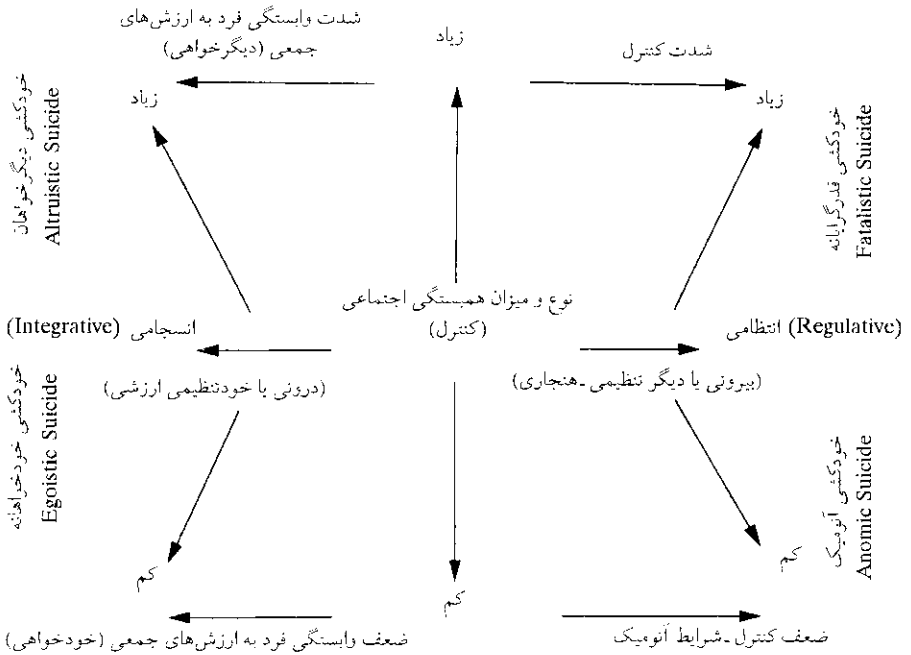 شدت وابستگی فرد به ارزش‌های
جمعی (دیگرخواهی)
زیاد
شدت کنترل
زیاد
زیاد
خودکشی دیگرخواهان
Altruistic Suicide
خودکشی قدرگرایانه
Fatalistic Suicide
نوع و میزان همبستگی اجتماعی
(کنترل)
انسجامی (Integrative)
انتظامی (Regulative)
(درونی یا خودتنظیمی ارزشی)
(بیرونی یا دیگر تنظیمی ـ هنجاری)
خودکشی خودخواهانه
Egoistic Suicide
خودکشی آنومیک
Anomic Suicide
کم
کم
کم
ضعف وابستگی فرد به ارزش‌های جمعی (خودخواهی)
ضعف کنترل ـ شرایط آنومیک